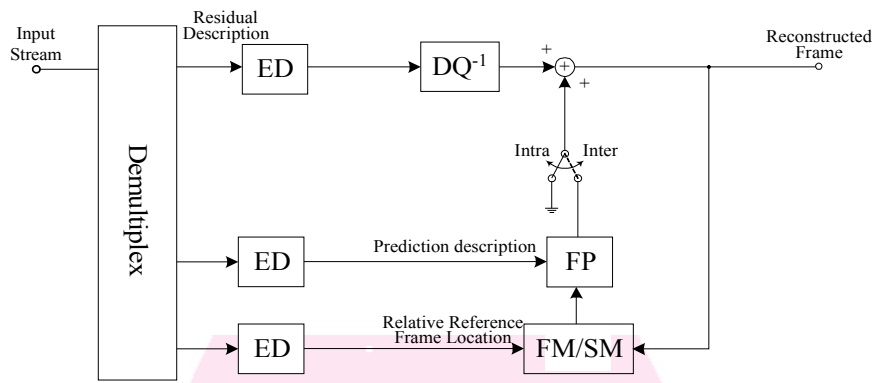 Residual
Description
Input
Stream
Reconstructed
Frame
ED
DQ-1
+
+
+
Demultiplex
Intra
Inter
Prediction description
ED
FP
Relative Reference
Frame Location
ED
FM/SM